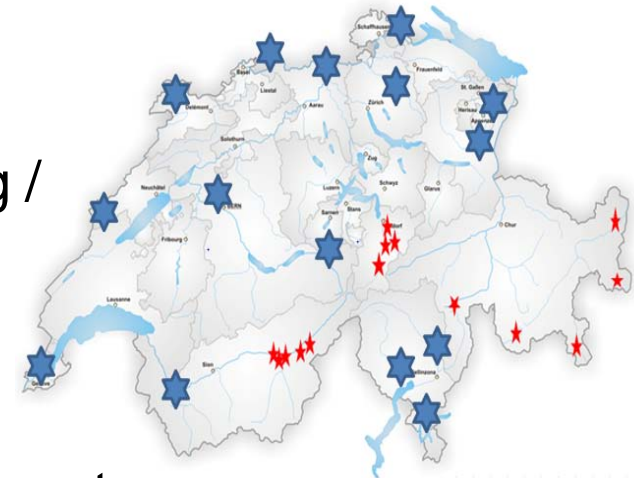 Schaffhausen
Basel
Frauenfeld
Liestal
St. Gallen
Delémont
Aarau
Zürich
Herisau
Appenzell
Solothurn
Zug
g /
Neuchâtel
Luzern
Schwyz
Glarus
BERN
Stans
Sarnen
Fribourg
Chur
Lausanne
Sion